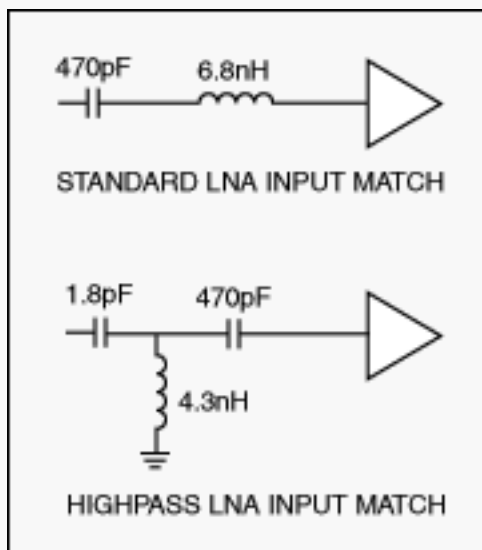 470pF 6.8nH
STANDARD LNA INPUT MATCH
1.8pF 470pF
4.3nH
HIGHPASS LNA INPUT MATCH